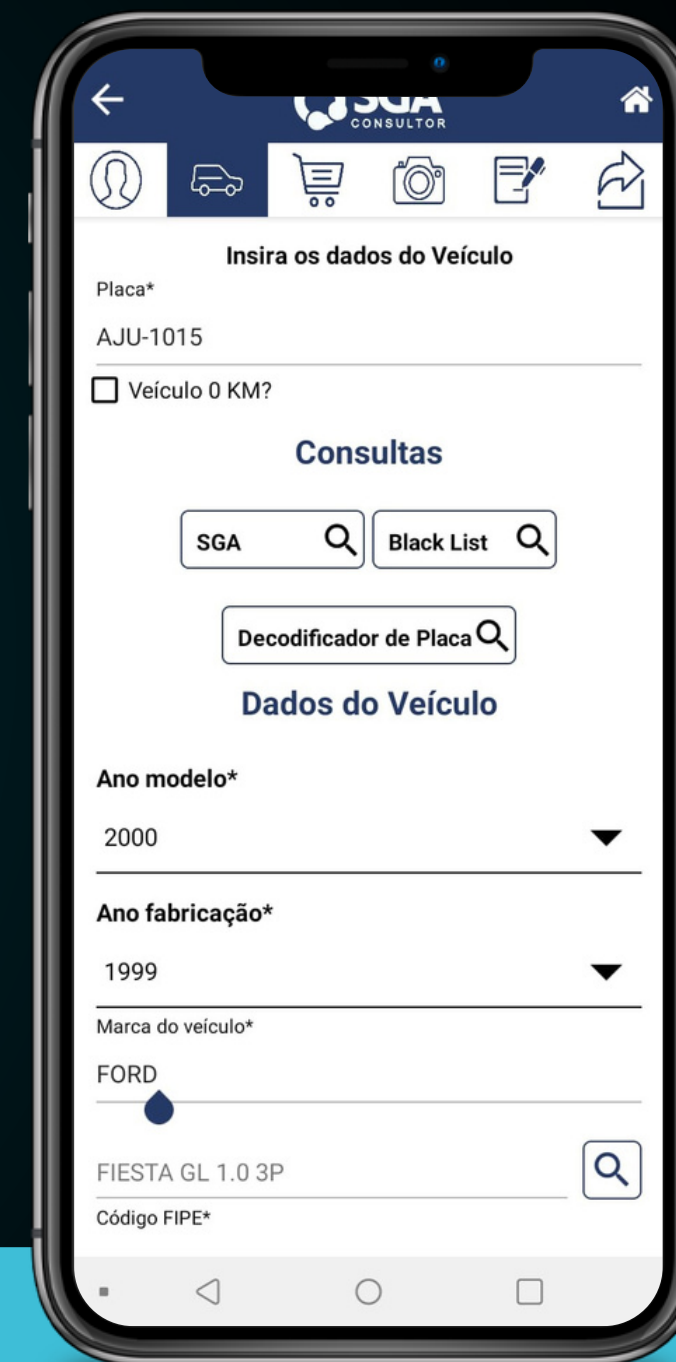 SGA
CONSULTOR
Insira os dados do Veículo
Placa*
AJU-1015
Veículo 0 KM?
Consultas
SGA
Black List
Decodificador de Placa
Dados do Veículo
Ano modelo*
2000
Ano fabricação*
1999
Marca do veículo*
FORD
FIESTA GL 1.0 3P
Código FIPE*